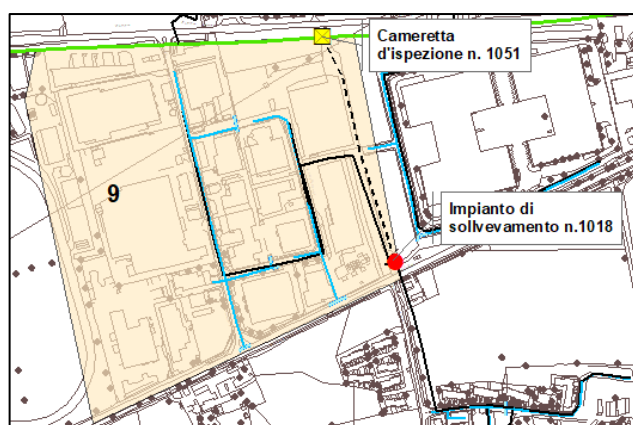 Cameretta
d'ispezione n. 1051
9
Impianto di
sollvevamento n.1018